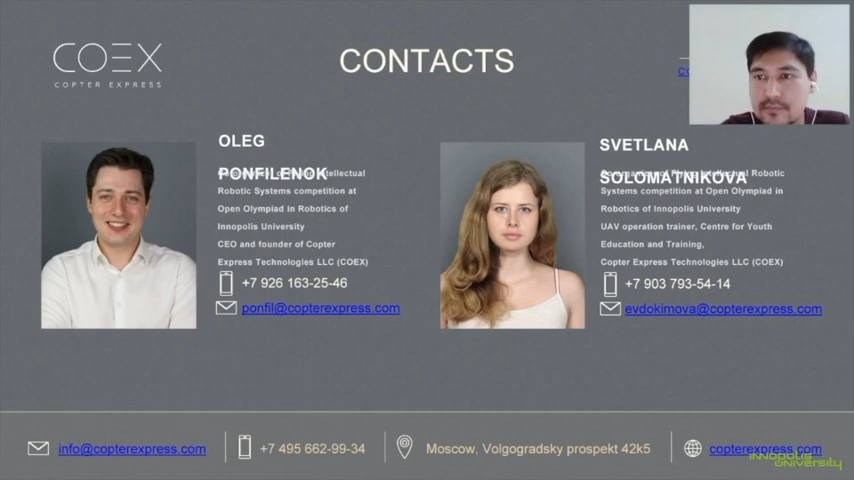 COEX
COPTER EXPRESS
CONTACTS
OLEG
PONFILENOK
Intellectual
Robotic Systems competition at
Open Olympiad in Robotics of
Innopolis University
CEO and founder of Copter
Express Technologies LLC (COEX)
+7 926 163-25-46
ponfil@copterexpress.com
SVETLANA
SOLOMATNIKOVA
Robotic
Systems competition at Open Olympiad in
Robotics of Innopolis University
UAV operation trainer, Centre for Youth
Education and Training,
Copter Express Technologies LLC (COEX)
+7 903 793-54-14
evdokimova@copterexpress.com
info@copterexpress.com
+7 495 662-99-34
Moscow, Volgogradsky prospekt 42k5
copterexpress.com
innopolis
university